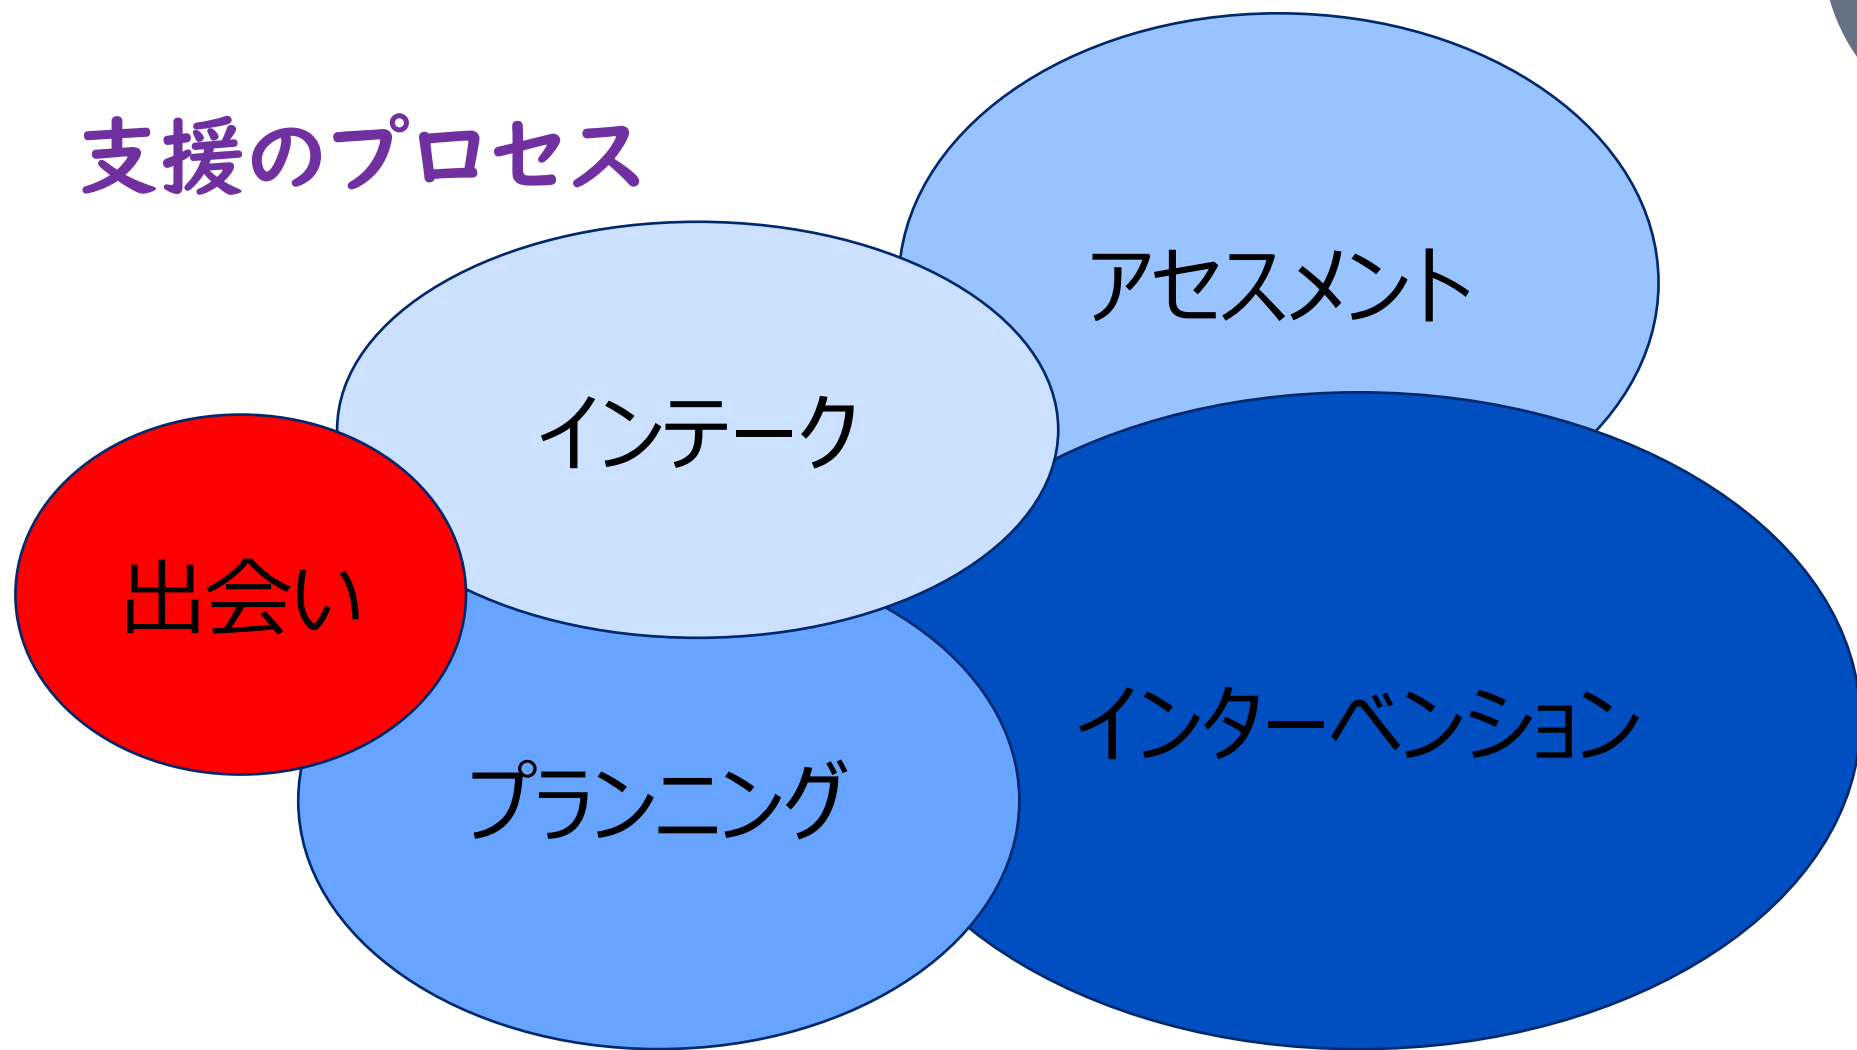 支援のプロセス
アセスメント
インテーク
出会い
インターベンション
プランニング